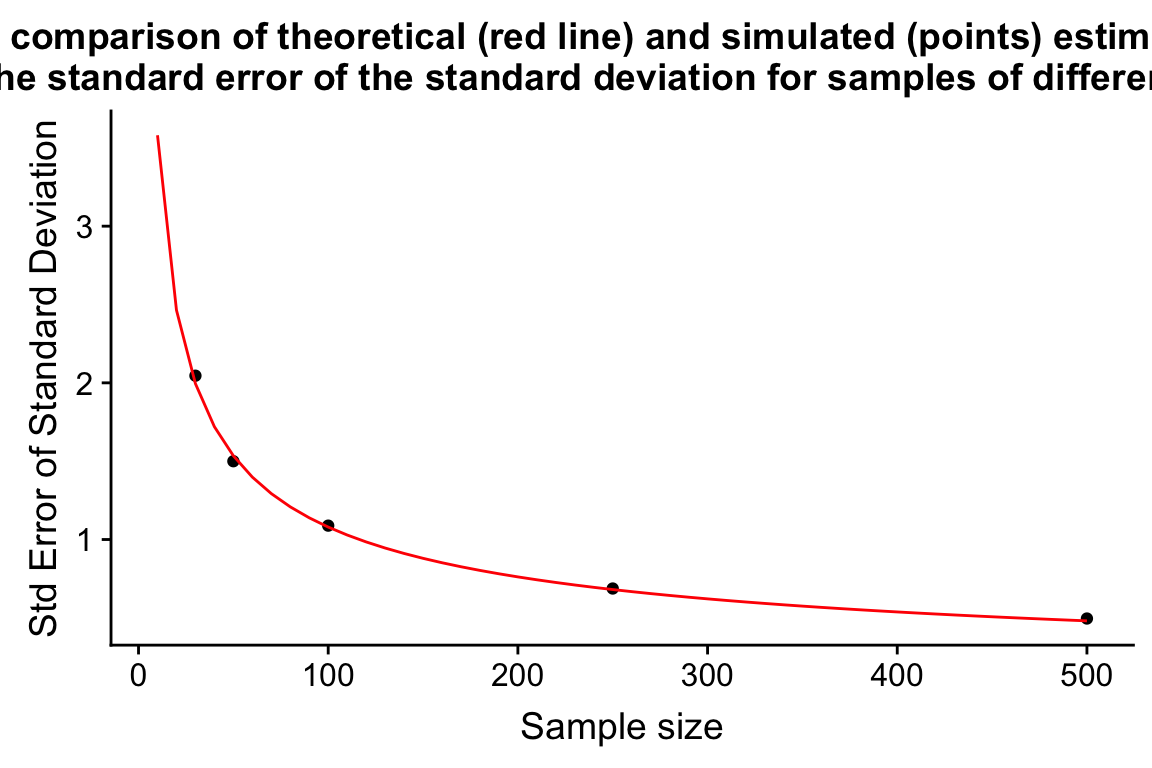 comparison of theoretical (red line) and simulated (points) estim
he standard error of the standard deviation for samples of differen
Std Error of Standard Deviation
3
2
1
0 100 200 300 400 500
Sample size